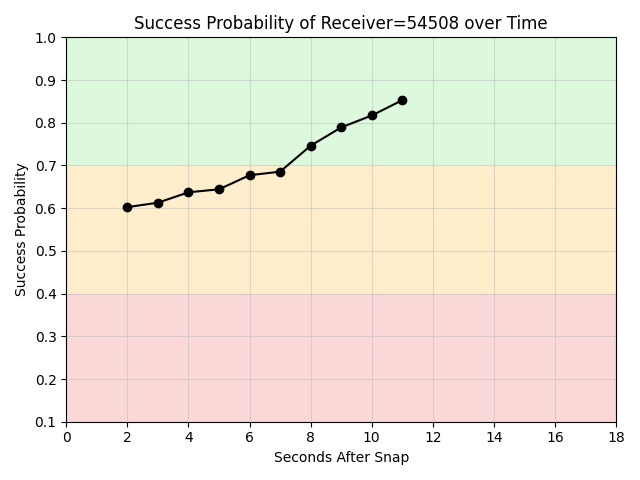 Success Probability of Receiver=54508 over Time
1.0
0.9
0.8
0.7
0.6
0.5
0.4
0.3
0.2
0.1
Success Probability
0 2 4 6 8 10 12 14 16 18
Seconds After Snap